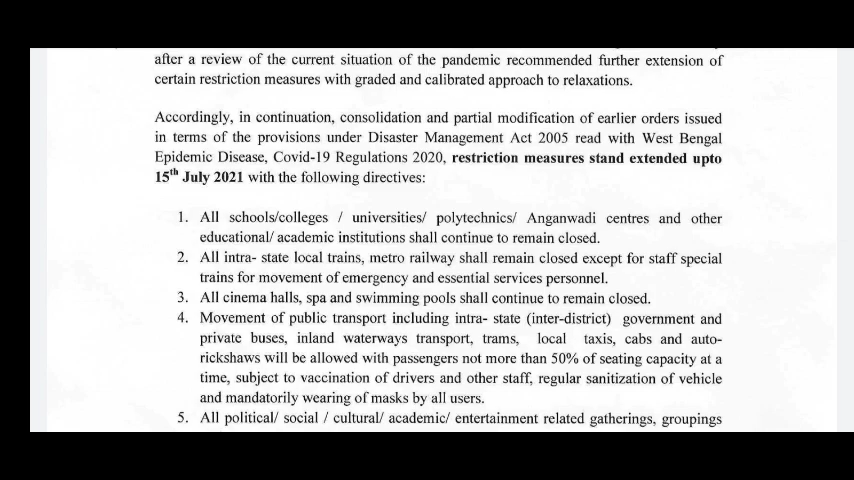 after a review of the current situation of the pandemic recommended further extension of
certain restriction measures with graded and calibrated approach to relaxations.
Accordingly, in continuation, consolidation and partial modification of earlier orders issued
in terms of the provisions under Disaster Management Act 2005 read with West Bengal
Epidemic Disease, Covid-19 Regulations 2020, restriction measures stand extended upto
15th July 2021 with the following directives:
1. All schools/colleges / universities/ polytechnics/ Anganwadi centres and other
educational/ academic institutions shall continue to remain closed.
2. All intra- state local trains, metro railway shall remain closed except for staff special
trains for movement of emergency and essential services personnel.
3. All cinema halls, spa and swimming pools shall continue to remain closed.
4. Movement of public transport including intra- state (inter-district) government and
private buses, inland waterways transport, trams, local taxis, cabs and auto-
rickshaws will be allowed with passengers not more than 50% of seating capacity at a
time, subject to vaccination of drivers and other staff, regular sanitization of vehicle
and mandatorily wearing of masks by all users.
5. All political/ social / cultural/ academic/ entertainment related gatherings, groupings